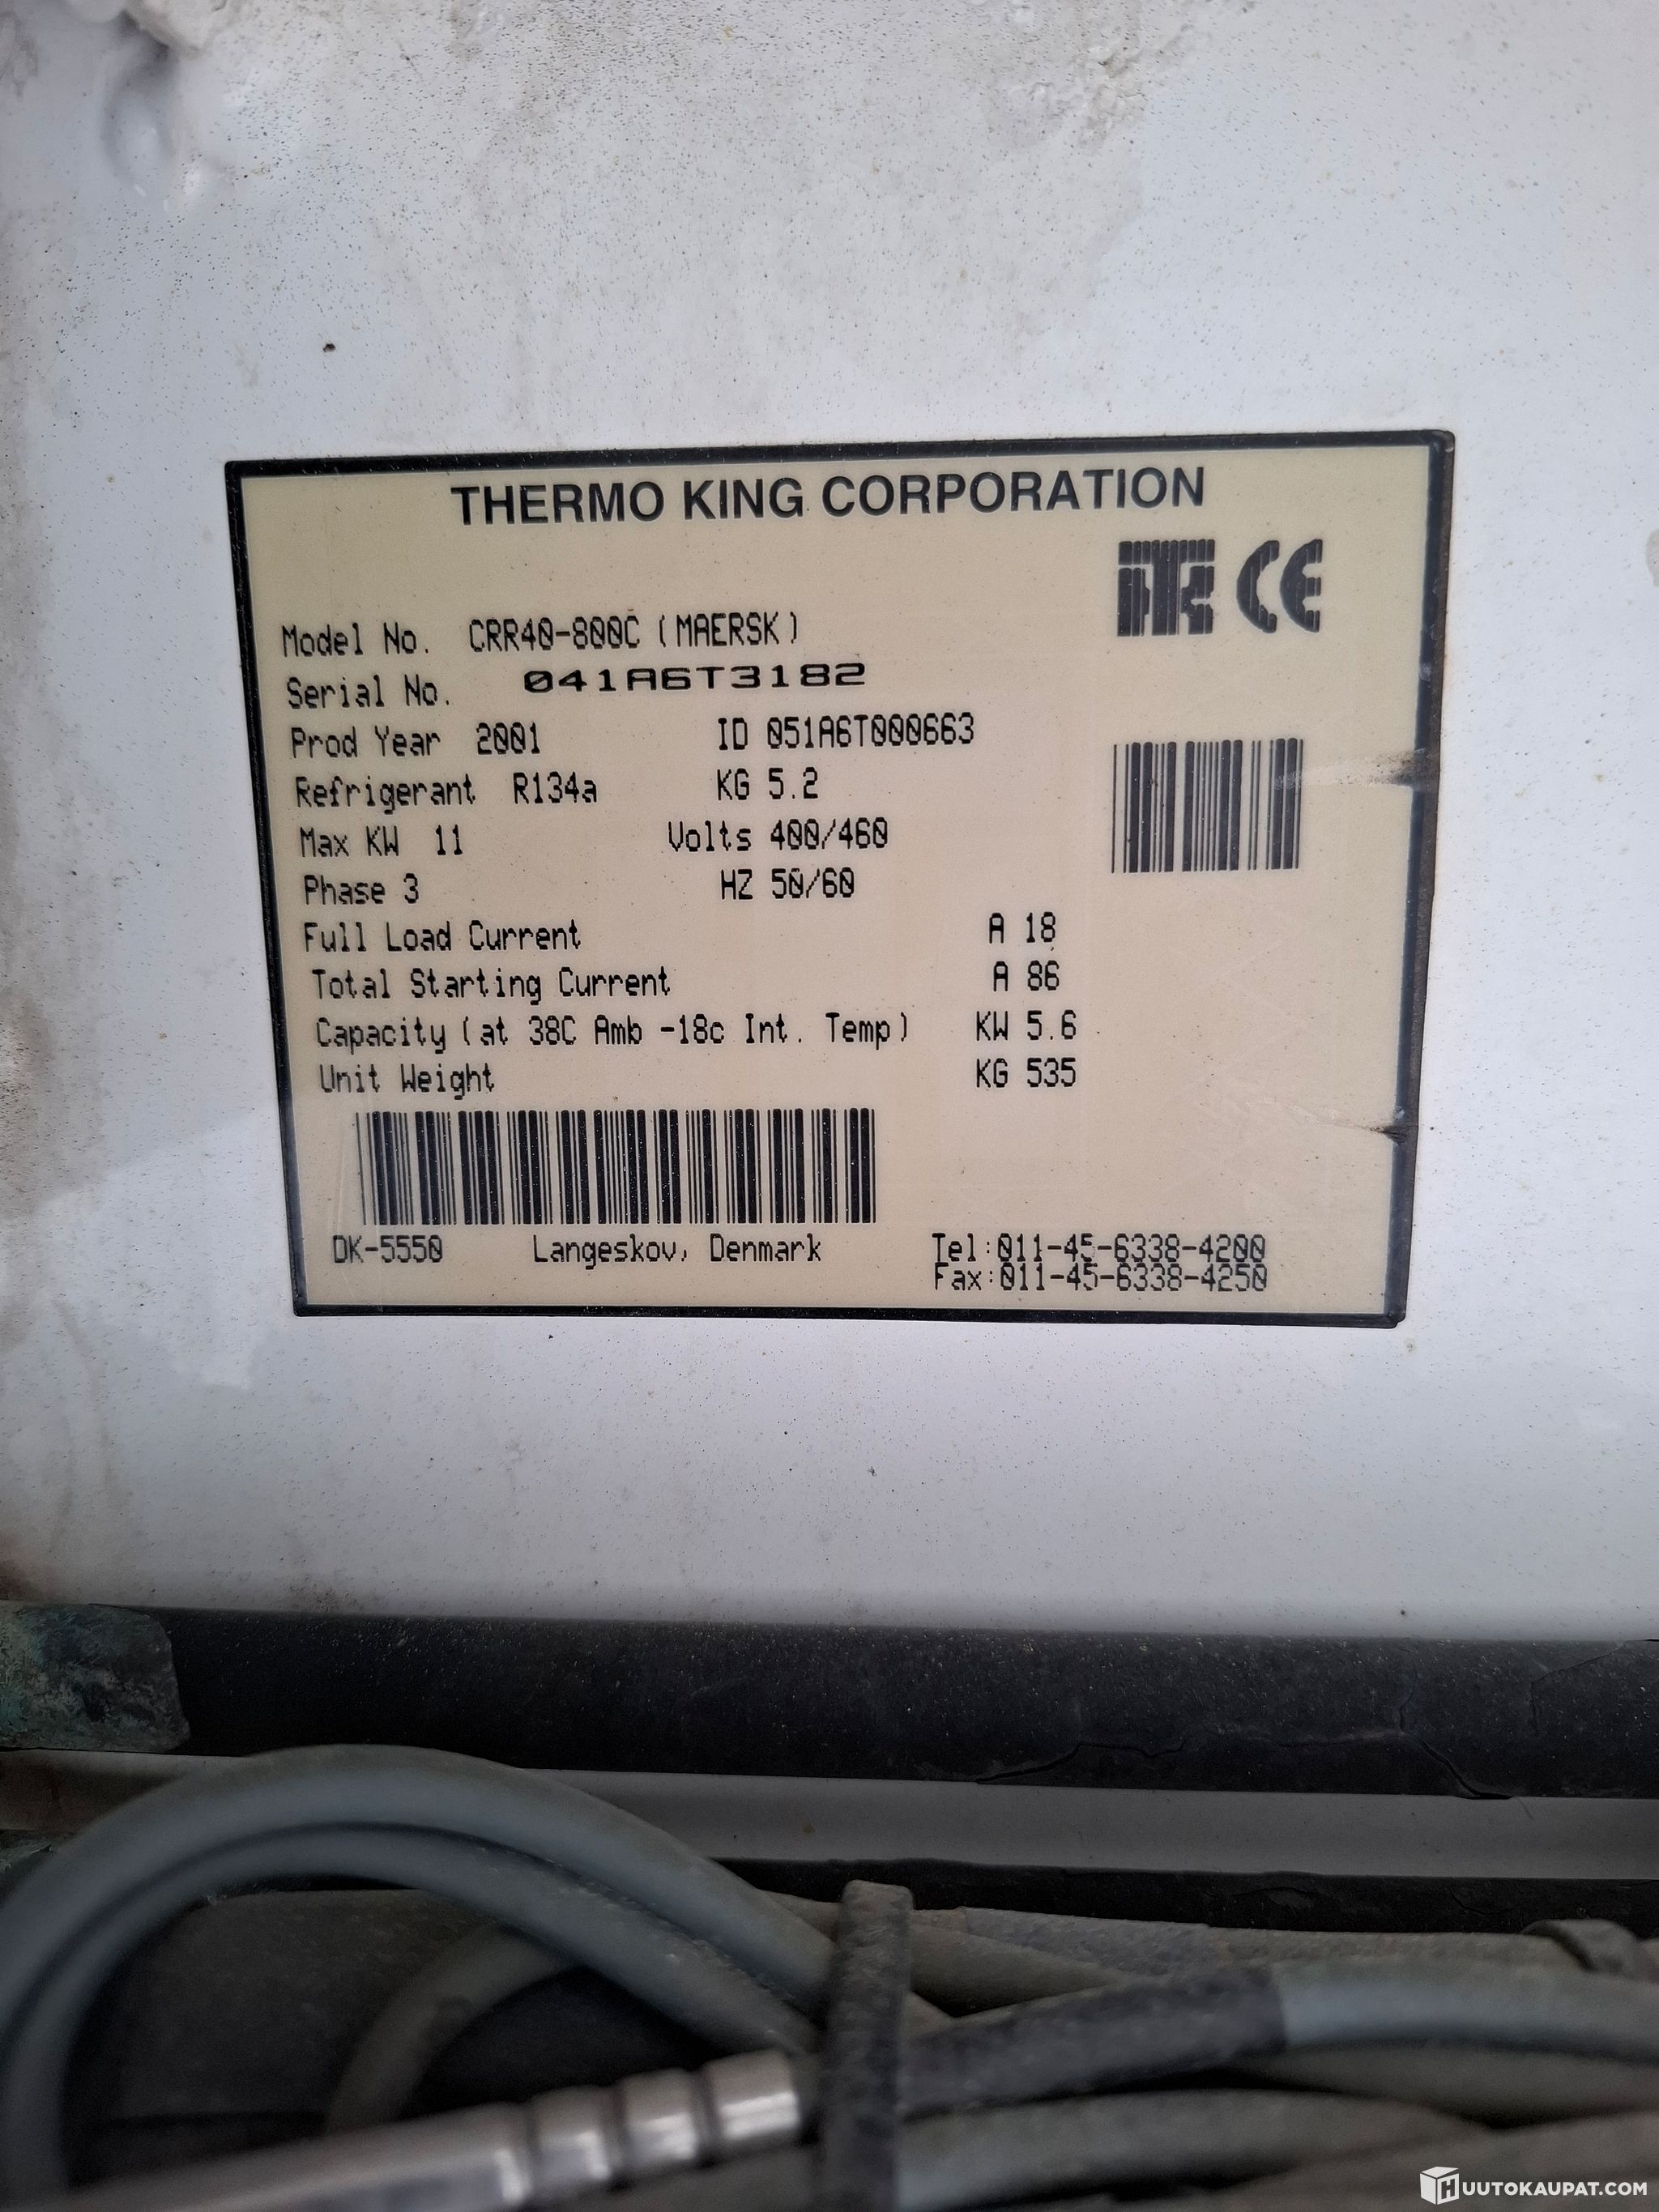 THERMO KING CORPORATION
TK CE
Model No. CRR40-800C (MAERSK)
Serial No. 041A6T3182
Prod Year 2001 ID 051A6T000663
Refrigerant R134a KG 5.2
Max KW 11 Volts 400/460
Phase 3 HZ 50/60
Full Load Current A 18
Total Starting Current A 86
Capacity (at 38C Amb -18c Int. Temp) KW 5.6
Unit Weight KG 535
DK-5550 Langeskov, Denmark Tel:011-45-6338-4200
Fax:011-45-6338-4250
HUUTOKAUPAT.COM